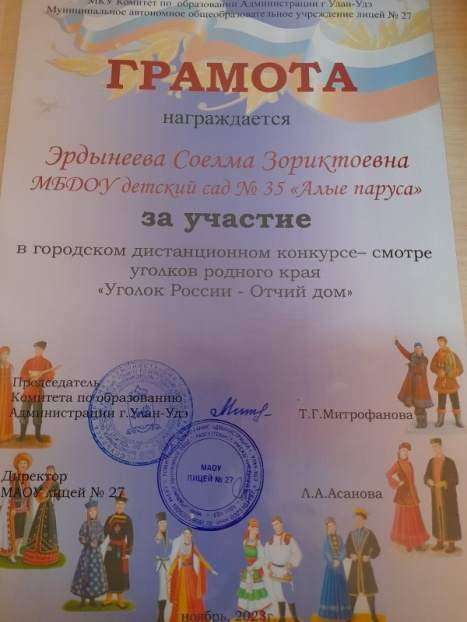 МКУ Комитет по образованию Администрации г Улан-Удэ
Муниципальное автономное общеобразовательное учреждение лицей № 27
ГРАМОТА
награждается
Эрдынеева Соелма Зориктоевна
МБДОУ детский сад № 35 «Алые паруса»
за участие
в городском дистанционном конкурсе– смотре
уголков родного края
«Уголок России - Отчий дом»
Председатель
Комитета по образованию
Администрации г.Улан-Удэ
Т.Г.Митрофанова
МАОУ
ЛИЦЕЙ № 27
Директор
МАОУ лицей № 27
Л.А.Асанова
ноябрь, 2023г.